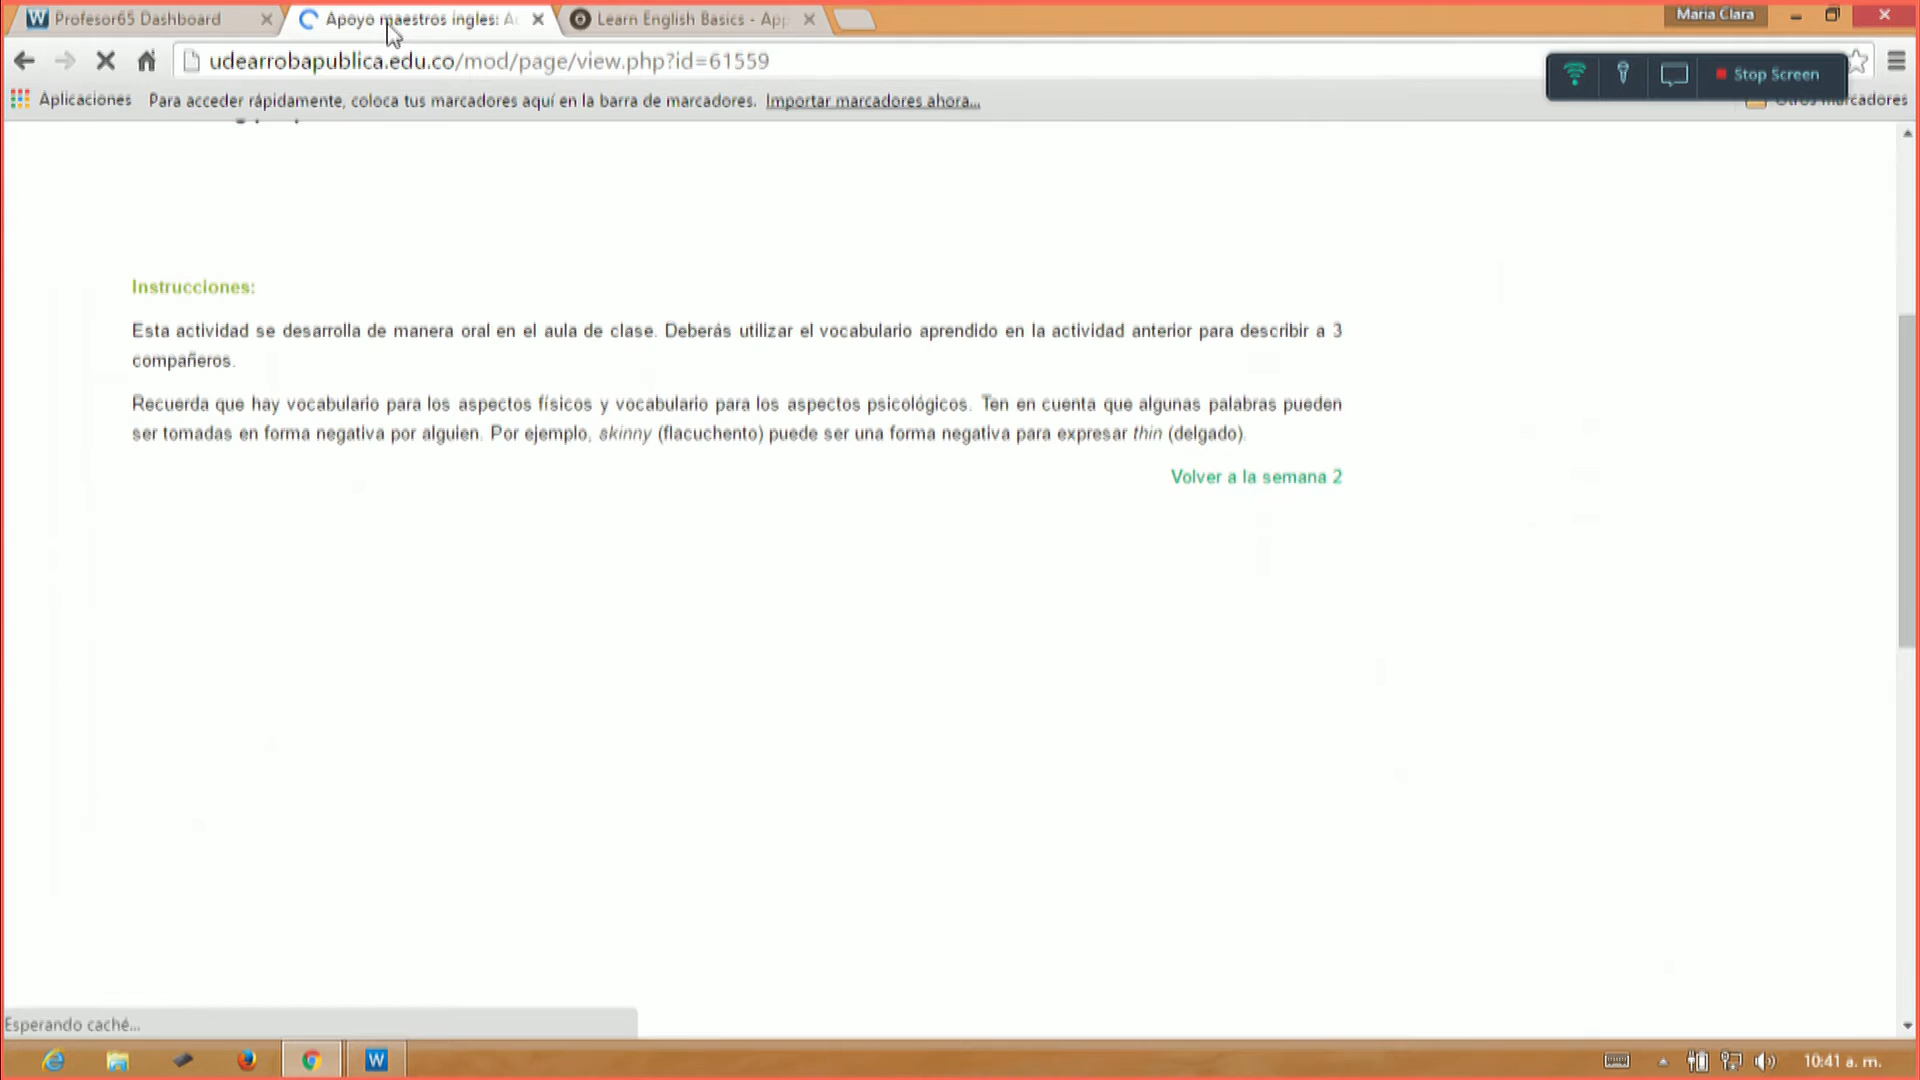 Profesor65 Dashboard
Apoyo maestros ingles:
Learn English Basics - App
Maria Clara
udearrobapublica.edu.co/mod/page/view.php?id=61559
Stop Screen
Aplicaciones
Para acceder rápidamente, coloca tus marcadores aquí en la barra de marcadores. Importar marcadores ahora...
Otros marcadores
Instrucciones:
Esta actividad se desarrolla de manera oral en el aula de clase. Deberás utilizar el vocabulario aprendido en la actividad anterior para describir a 3
compañeros.
Recuerda que hay vocabulario para los aspectos físicos y vocabulario para los aspectos psicológicos. Ten en cuenta que algunas palabras pueden
ser tomadas en forma negativa por alguien. Por ejemplo, skinny (flacuchento) puede ser una forma negativa para expresar thin (delgado).
Volver a la semana 2
Esperando caché...
10:41 a. m.